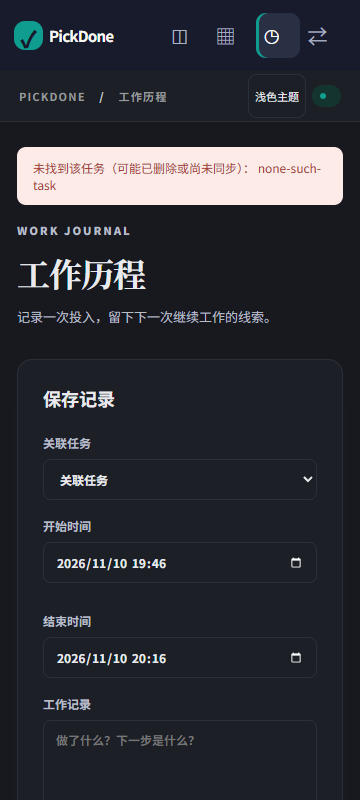 PickDone
PICKDONE / 工作历程
浅色主题
未找到该任务（可能已删除或尚未同步）： none-such-
task
WORK JOURNAL
工作历程
记录一次投入，留下下一次继续工作的线索。
保存记录
关联任务
关联任务
开始时间
2026/11/10 19:46
结束时间
2026/11/10 20:16
工作记录
做了什么？下一步是什么？